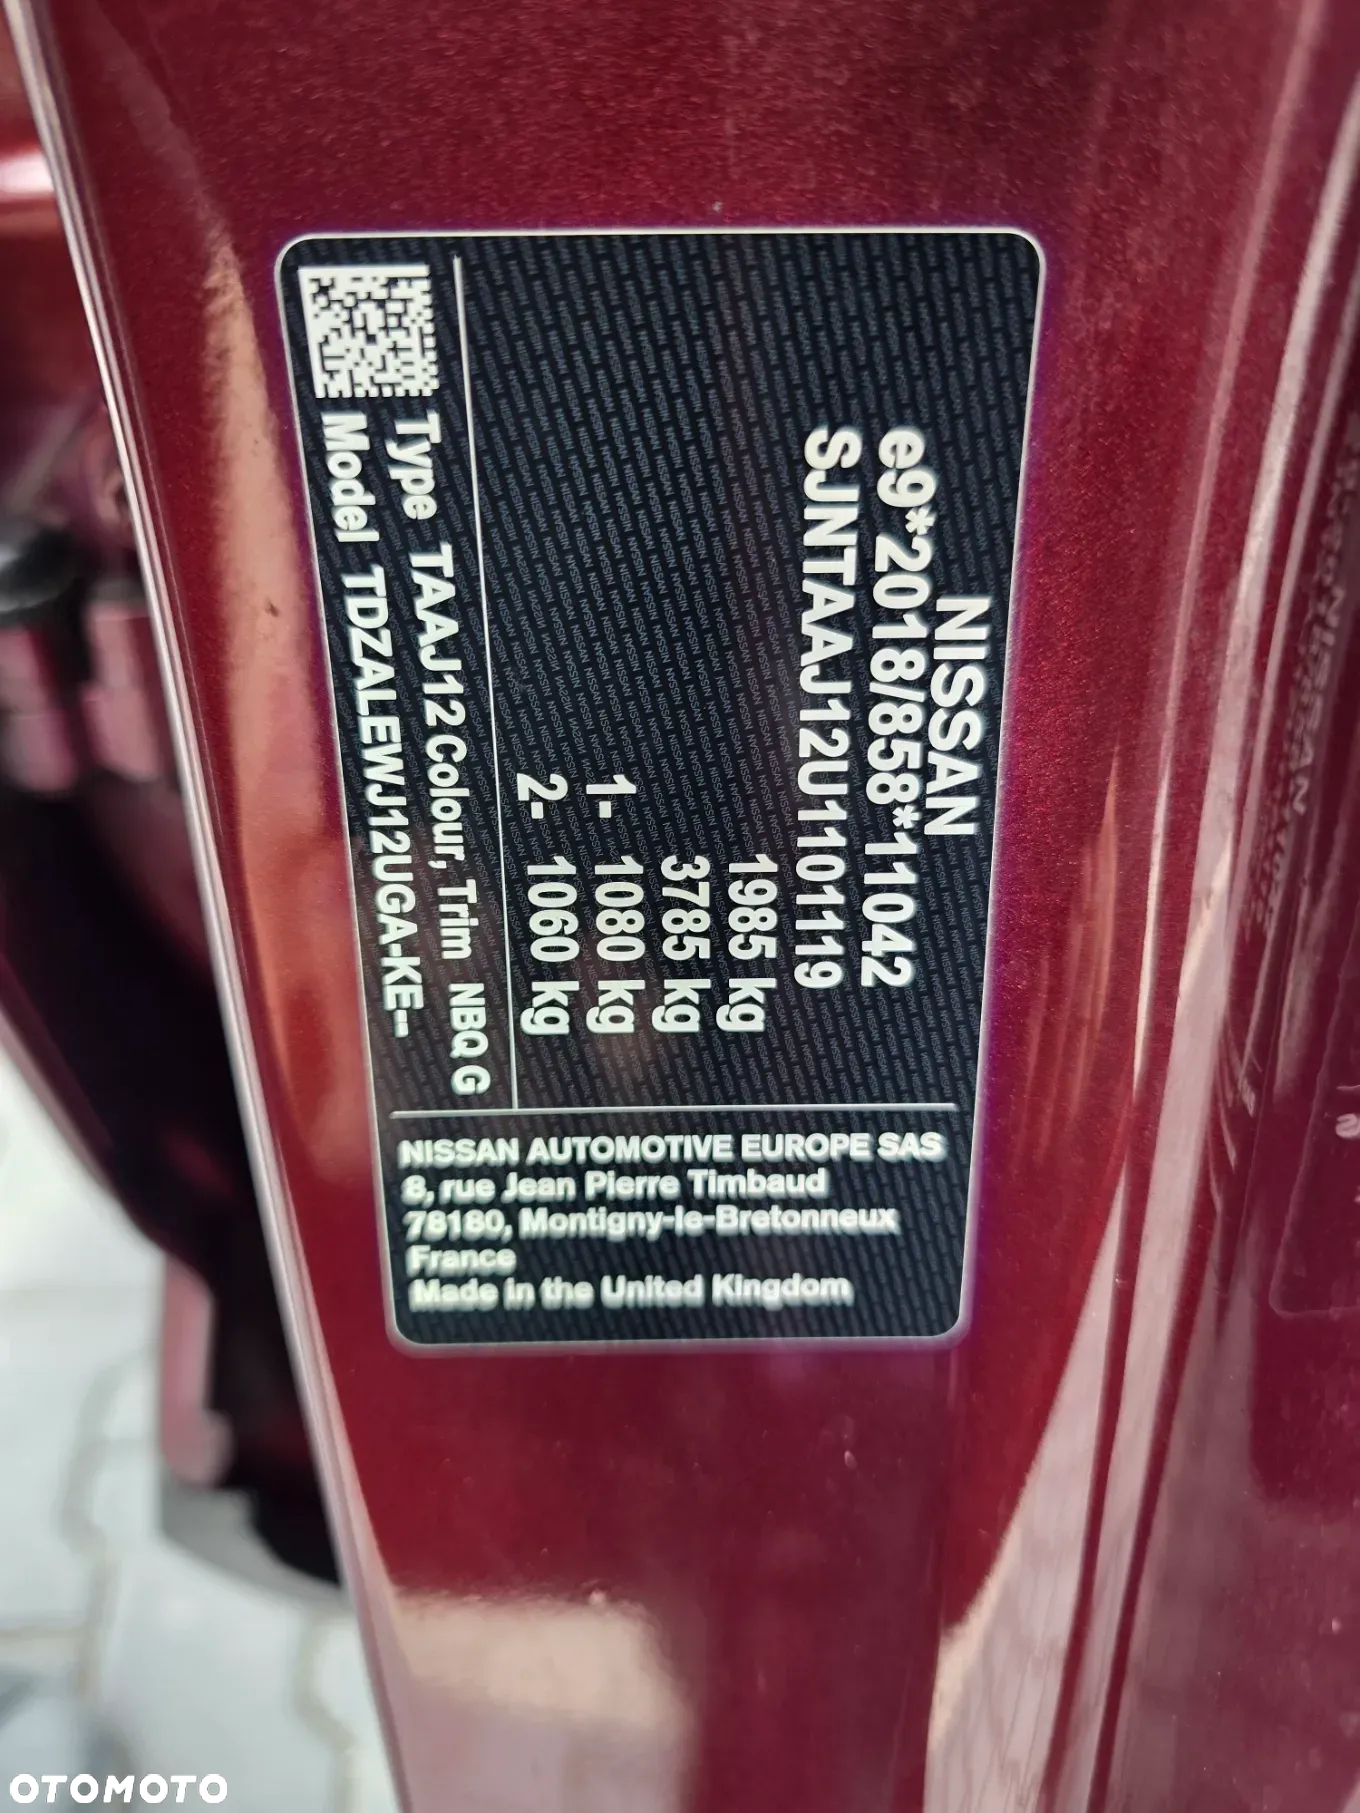 NISSAN
e9*2018/858*11042
SJNTAAJ12U1101119
1985 kg
3785 kg
1- 1080 kg
2- 1060 kg
Type TAAJ12 Colour, Trim NBQ G
Model TDZALEWJ12UGA-KE--
NISSAN AUTOMOTIVE EUROPE SAS
8, rue Jean Pierre Timbaud
78180, Montigny-le-Bretonneux
France
Made in the United Kingdom
OTOMOTO